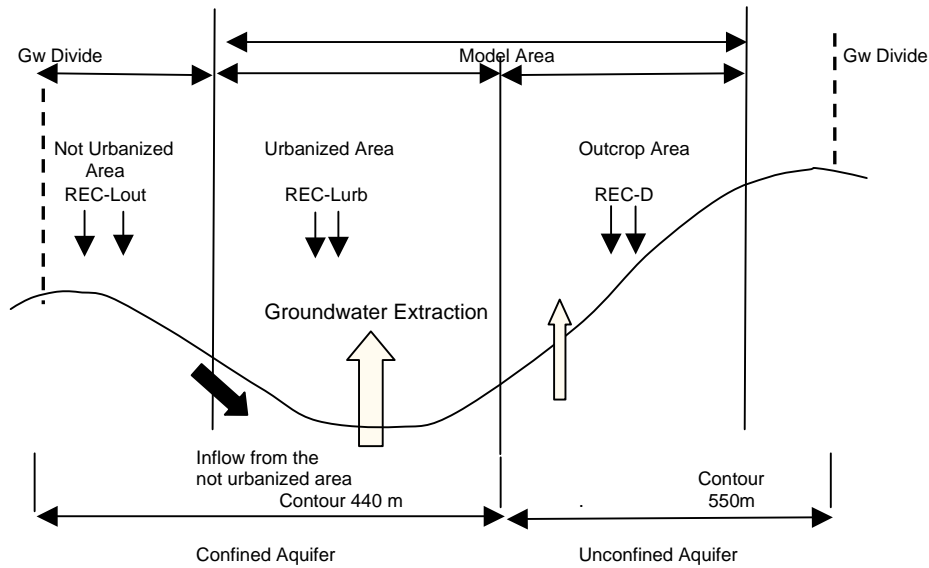 Gw Divide
Model Area
Gw Divide
Not Urbanized
Area
REC-Lout
Urbanized Area
REC-Lurb
Outcrop Area
REC-D
Groundwater Extraction
Inflow from the
not urbanized area
Contour 440 m
Contour
550m
Confined Aquifer
Unconfined Aquifer